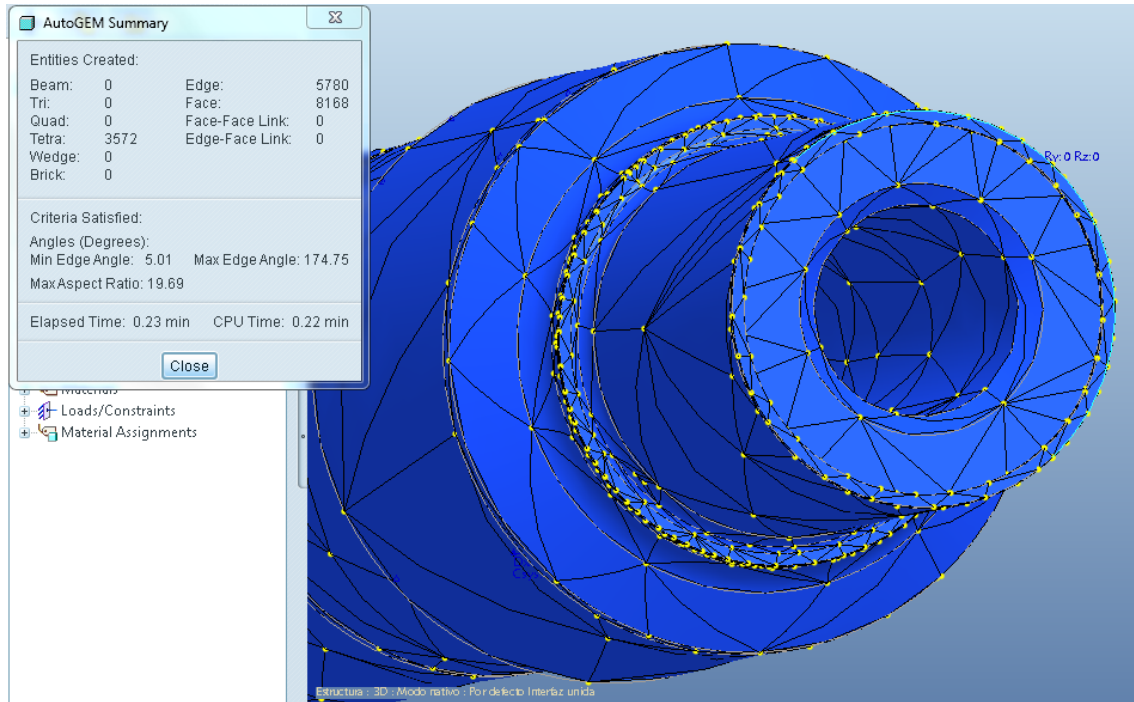 AutoGEM Summary
Entities Created:
Beam: 0 Edge: 5780
Tri: 0 Face: 8168
Quad: 0 Face-Face Link: 0
Tetra: 3572 Edge-Face Link: 0
Wedge: 0
Brick: 0
Criteria Satisfied:
Angles (Degrees):
Min Edge Angle: 5.01 Max Edge Angle: 174.75
Max Aspect Ratio: 19.69
Elapsed Time: 0.23 min CPU Time: 0.22 min
Close
Materials
Loads/Constraints
Material Assignments
Ry: 0 Rz: 0
Estructura : 3D : Modo nativo : Por defecto Interfaz unida